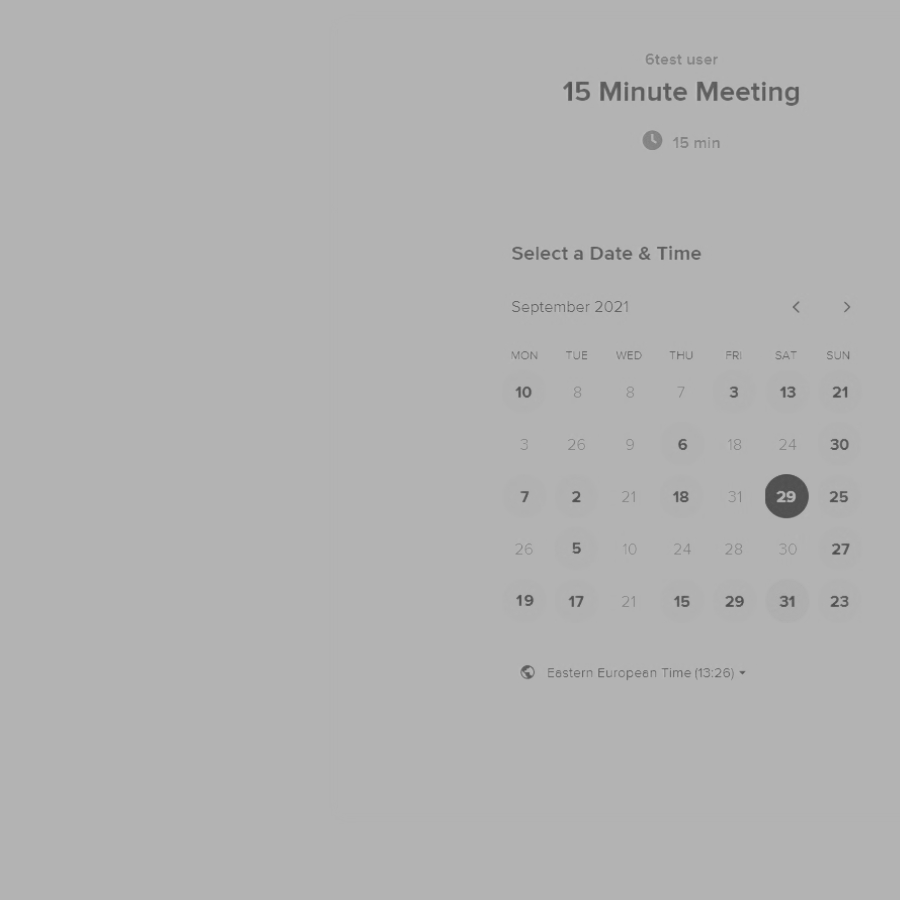 6test user
15 Minute Meeting
15 min
Select a Date & Time
September 2021
MON TUE WED THU FRI SAT SUN
10 8 8 7 3 13 21
3 26 9 6 18 24 30
7 2 21 18 31 29 25
26 5 10 24 28 30 27
19 17 21 15 29 31 23
Eastern European Time (13:26)